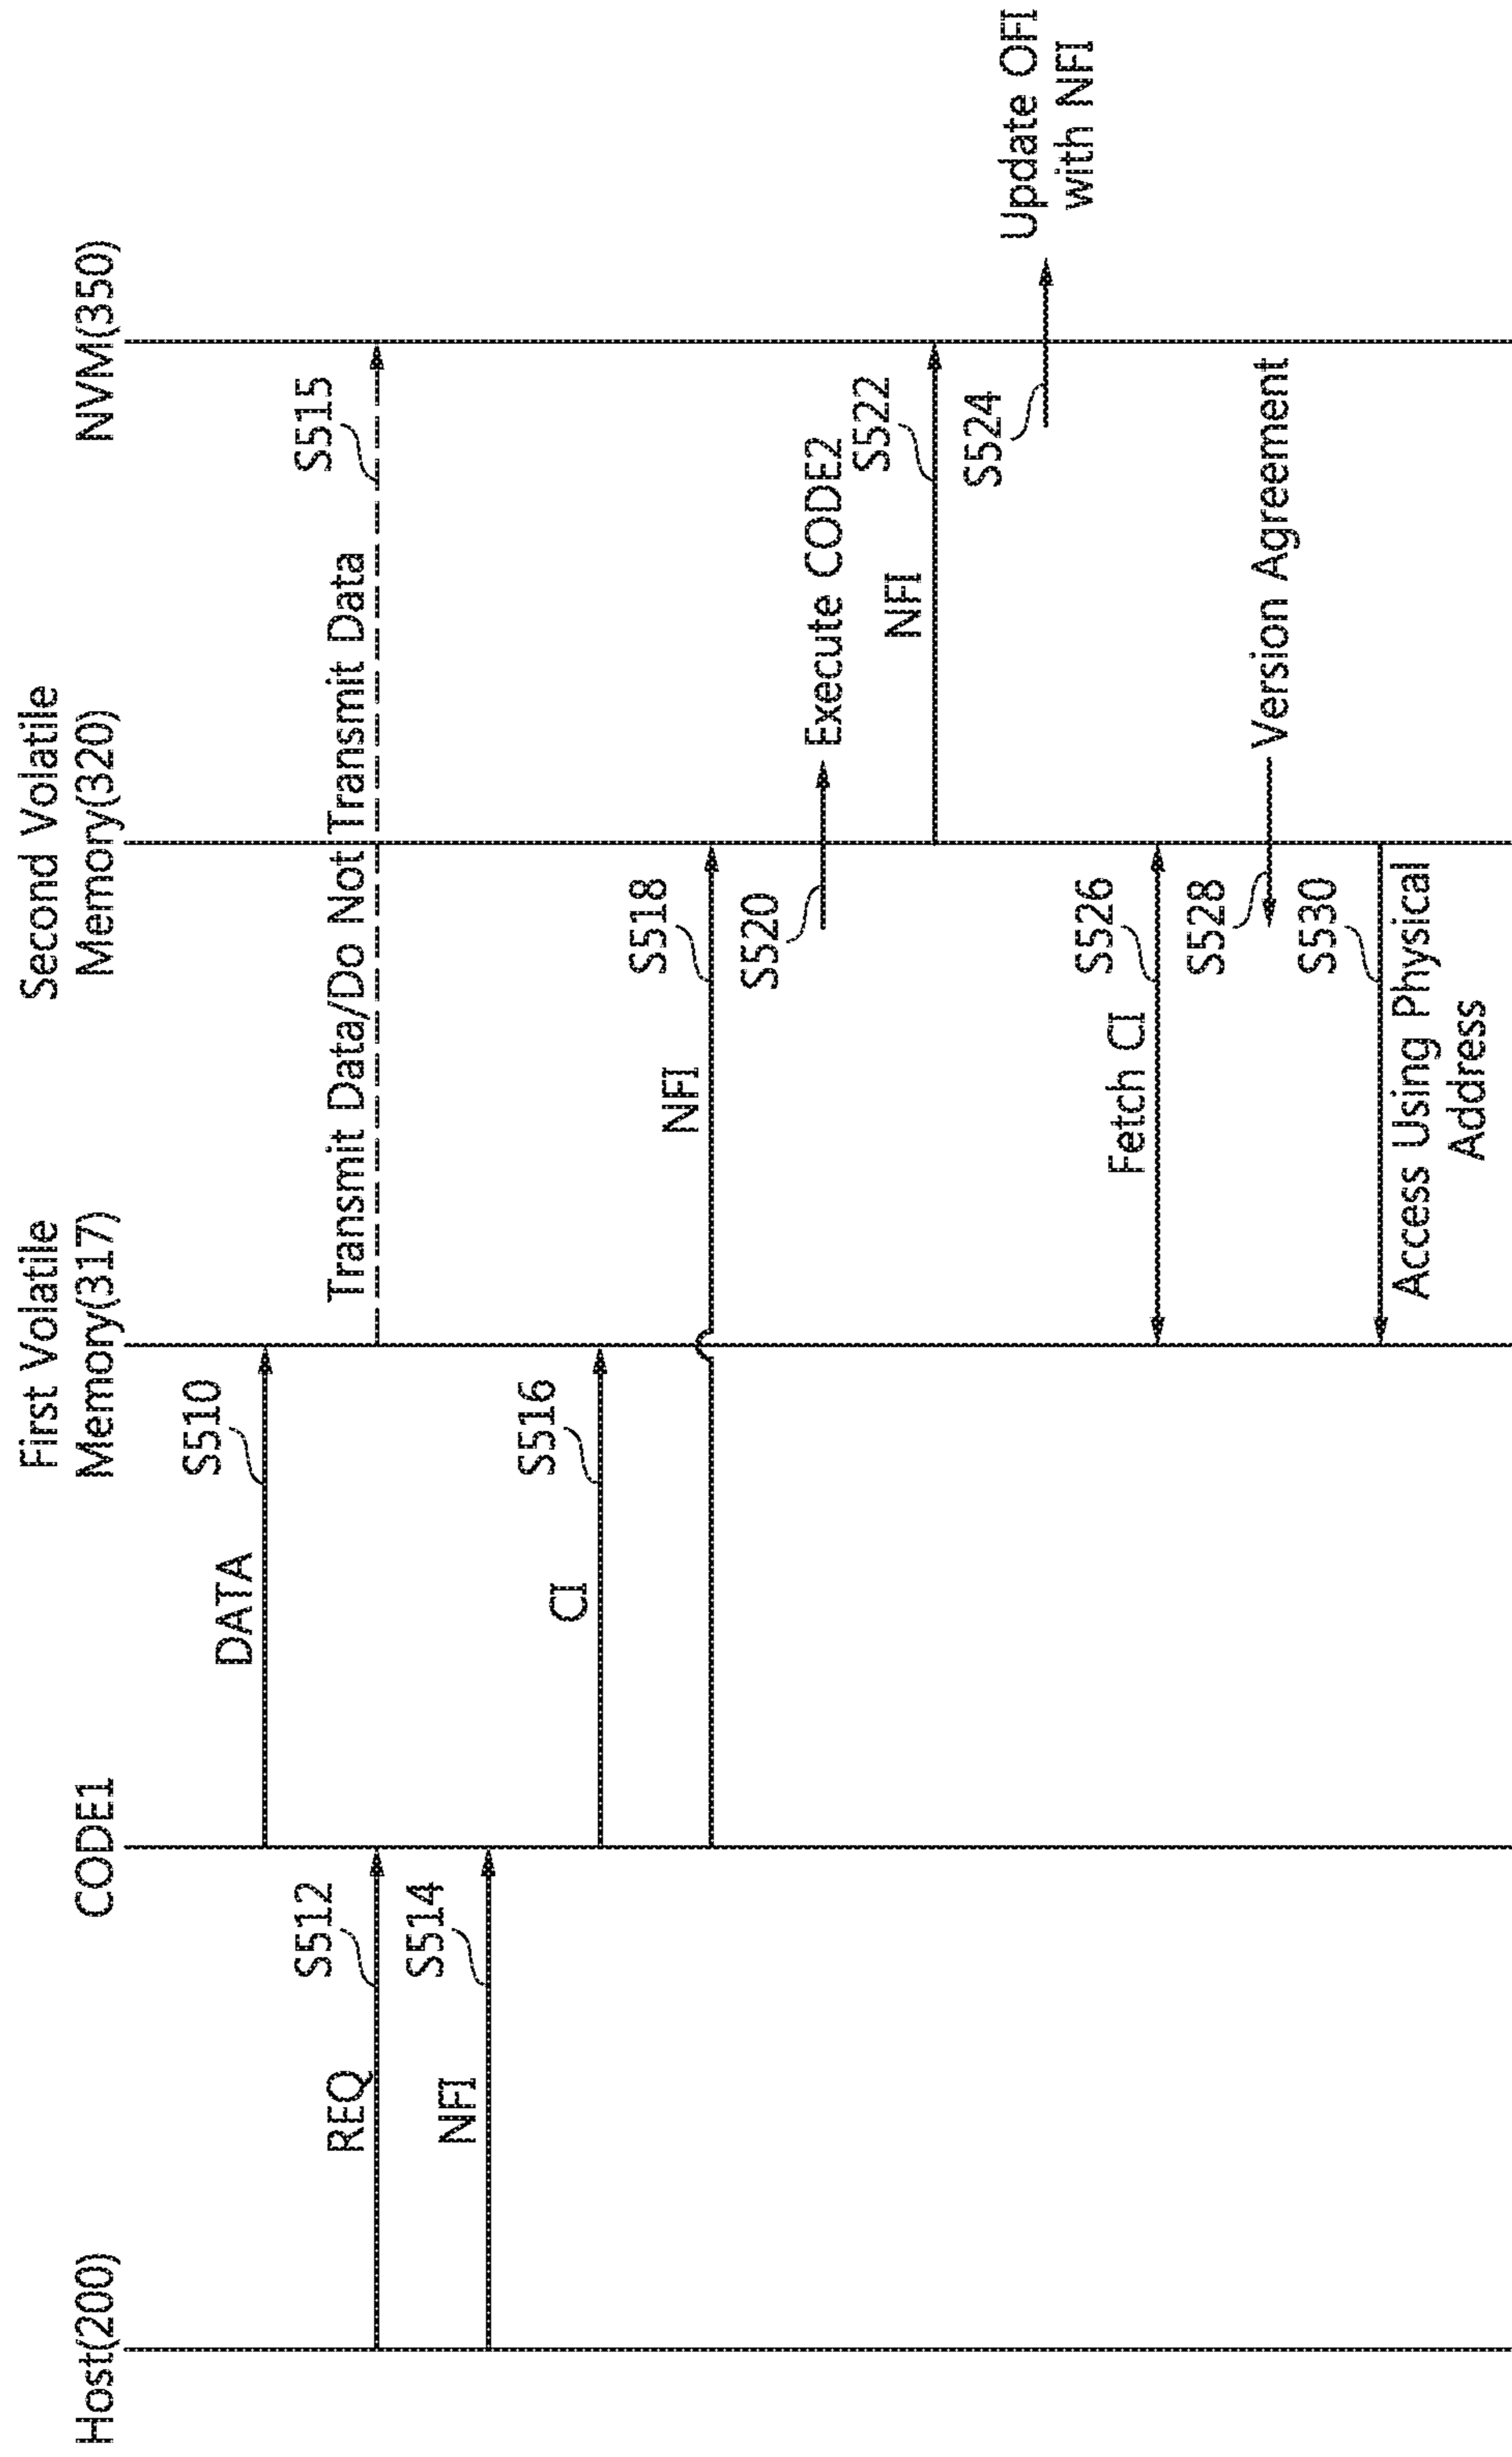 Host(200)
CODE1
First Volatile
Memory(317)
Second Volatile
Memory(320)
NVM(350)
DATA
S510
REQ
S512
Transmit Data/Do Not Transmit Data
S515
NFI
S514
CI
S516
NFI
S518
S520
Execute CODE2
NFI
S522
S524
Update OFI
with NFI
Fetch CI
S526
S528
Version Agreement
S530
Access Using Physical
Address